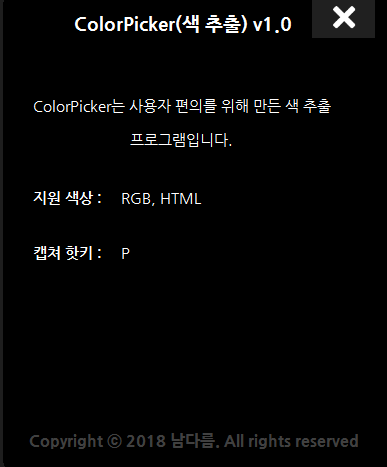 ColorPicker(색 추출) v1.0
ColorPicker는 사용자 편의를 위해 만든 색 추출
프로그램입니다.
지원 색상 : RGB, HTML
캡쳐 핫키 : P
Copyright ⓒ 2018 남다름. All rights reserved